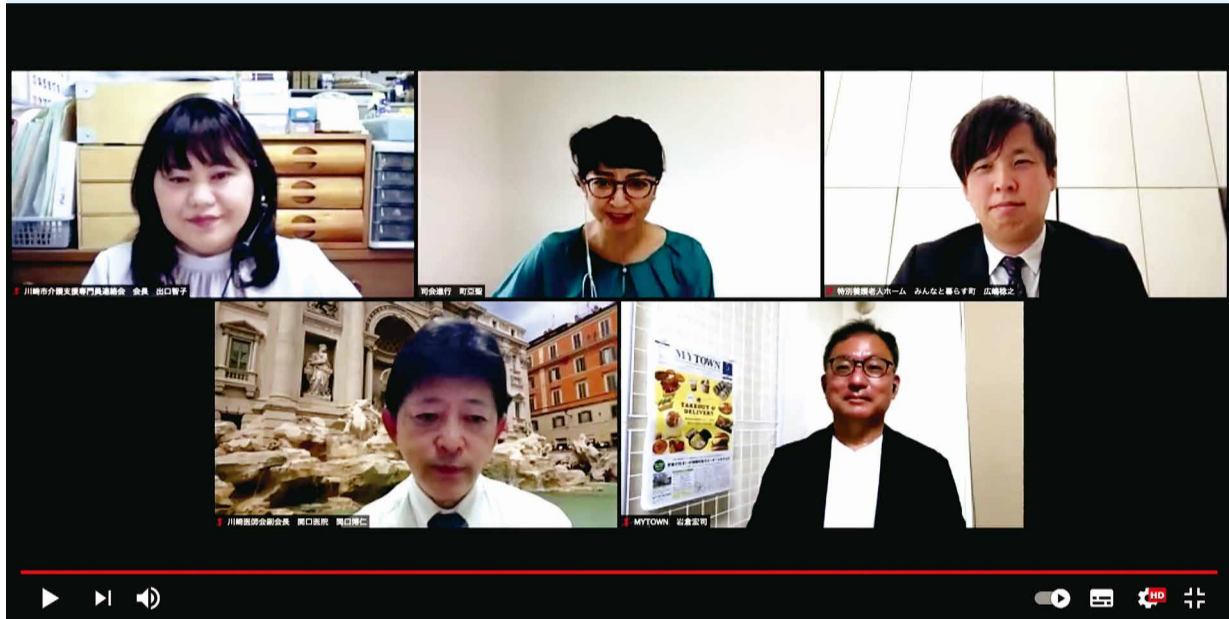 川崎市介護支援専門員連絡会 会長 出口智子
司会進行 町亞聖
特別養護老人ホーム みんなと暮らす町 広嶋稔之
川崎医師会副会長 関口医院 関口博仁
MYTOWN 岩倉宏司
MYTOWN
TAKEOUT &
DELIVERY
HD